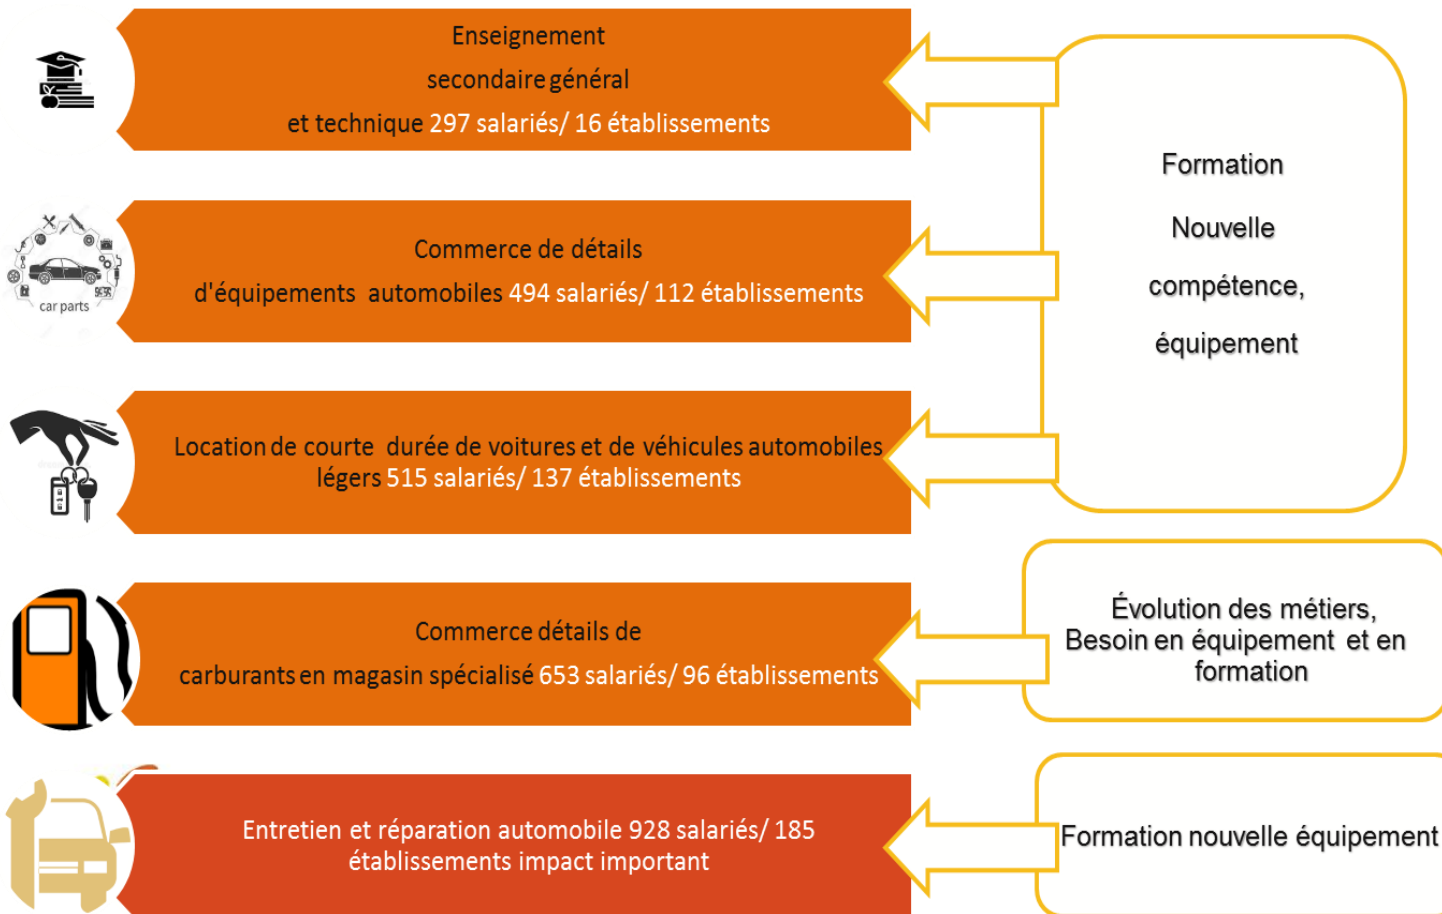 Enseignement
secondaire général
et technique 297 salariés/ 16 établissements
Formation
Nouvelle
compétence,
équipement
Commerce de détails
d'équipements automobiles 494 salariés/ 112 établissements
car parts
Location de courte durée de voitures et de véhicules automobiles
légers 515 salariés/ 137 établissements
Commerce détails de
carburants en magasin spécialisé 653 salariés/ 96 établissements
Évolution des métiers,
Besoin en équipement et en
formation
Entretien et réparation automobile 928 salariés/ 185
établissements impact important
Formation nouvelle équipement